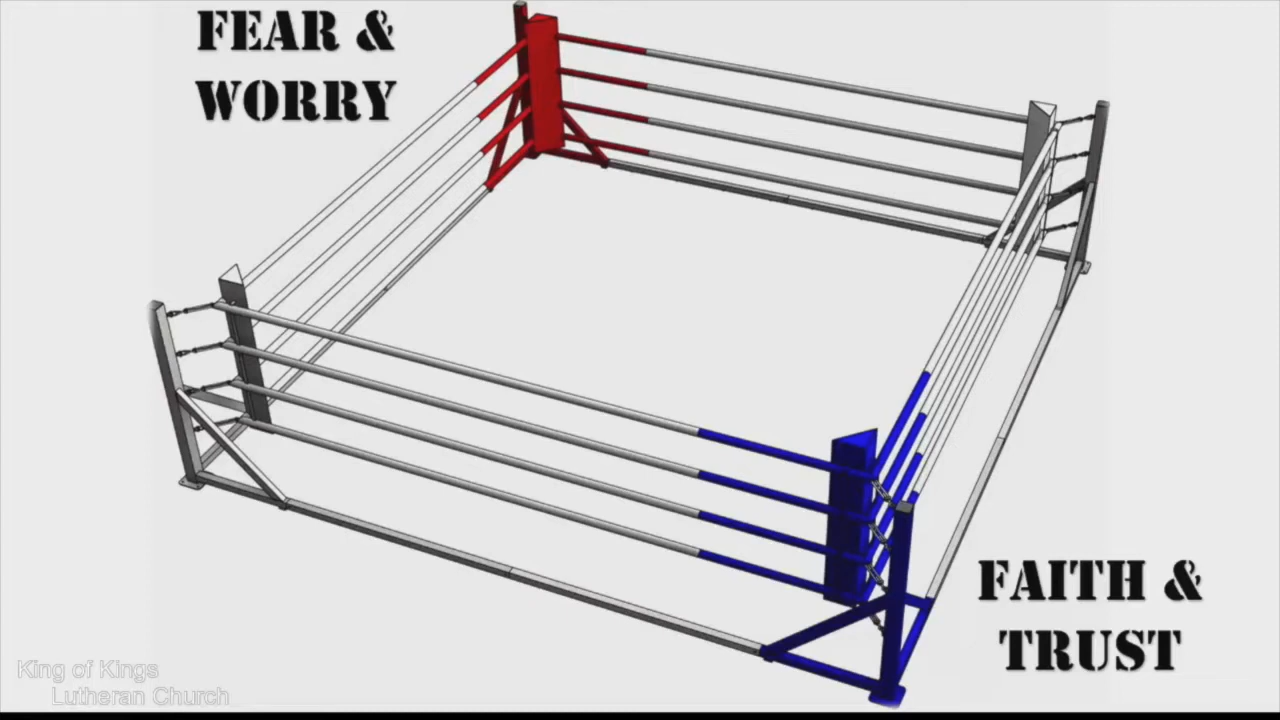 FEAR &
WORRY
FAITH &
TRUST
King of Kings
Lutheran Church